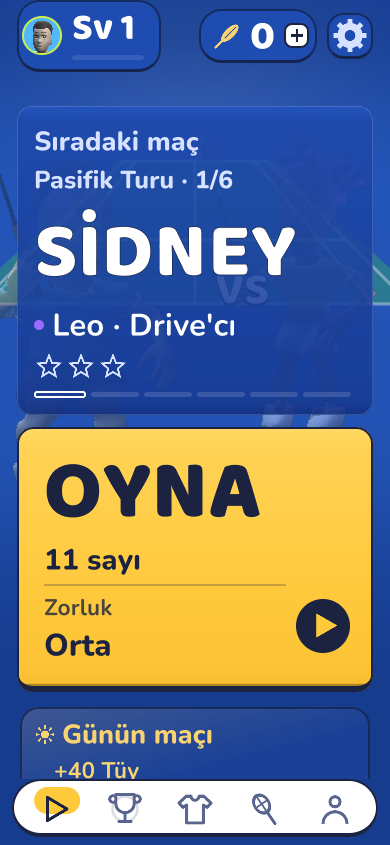 Sv 1
0
Sıradaki maç
Pasifik Turu · 1/6
SİDNEY
VS
Leo · Drive'cı
OYNA
11 sayı
Zorluk
Orta
Günün maçı
+40 Tüy